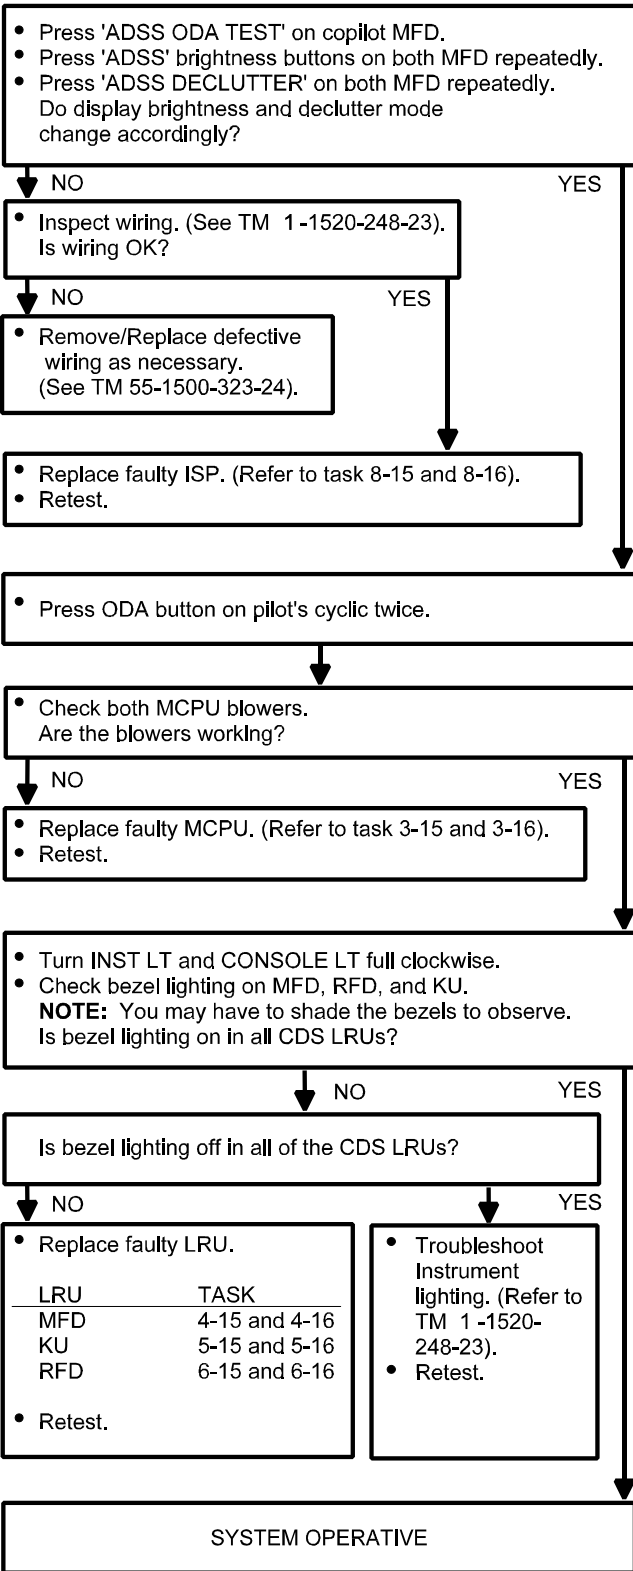 • Press 'ADSS ODA TEST' on copilot MFD.
• Press 'ADSS' brightness buttons on both MFD repeatedly.
• Press 'ADSS DECLUTTER' on both MFD repeatedly.
Do display brightness and declutter mode
change accordingly?
NO YES
• Inspect wiring. (See TM 1-1520-248-23).
Is wiring OK?
NO YES
• Remove/Replace defective
wiring as necessary.
(See TM 55-1500-323-24).
• Replace faulty ISP. (Refer to task 8-15 and 8-16).
• Retest.
• Press ODA button on pilot's cyclic twice.
• Check both MCPU blowers.
Are the blowers working?
NO YES
• Replace faulty MCPU. (Refer to task 3-15 and 3-16).
• Retest.
• Turn INST LT and CONSOLE LT full clockwise.
• Check bezel lighting on MFD, RFD, and KU.
NOTE: You may have to shade the bezels to observe.
Is bezel lighting on in all CDS LRUs?
NO YES
Is bezel lighting off in all of the CDS LRUs?
NO YES
• Replace faulty LRU.
LRU TASK
MFD 4-15 and 4-16
KU 5-15 and 5-16
RFD 6-15 and 6-16
• Retest.
• Troubleshoot
Instrument
lighting. (Refer to
TM 1-1520-
248-23).
• Retest.
SYSTEM OPERATIVE